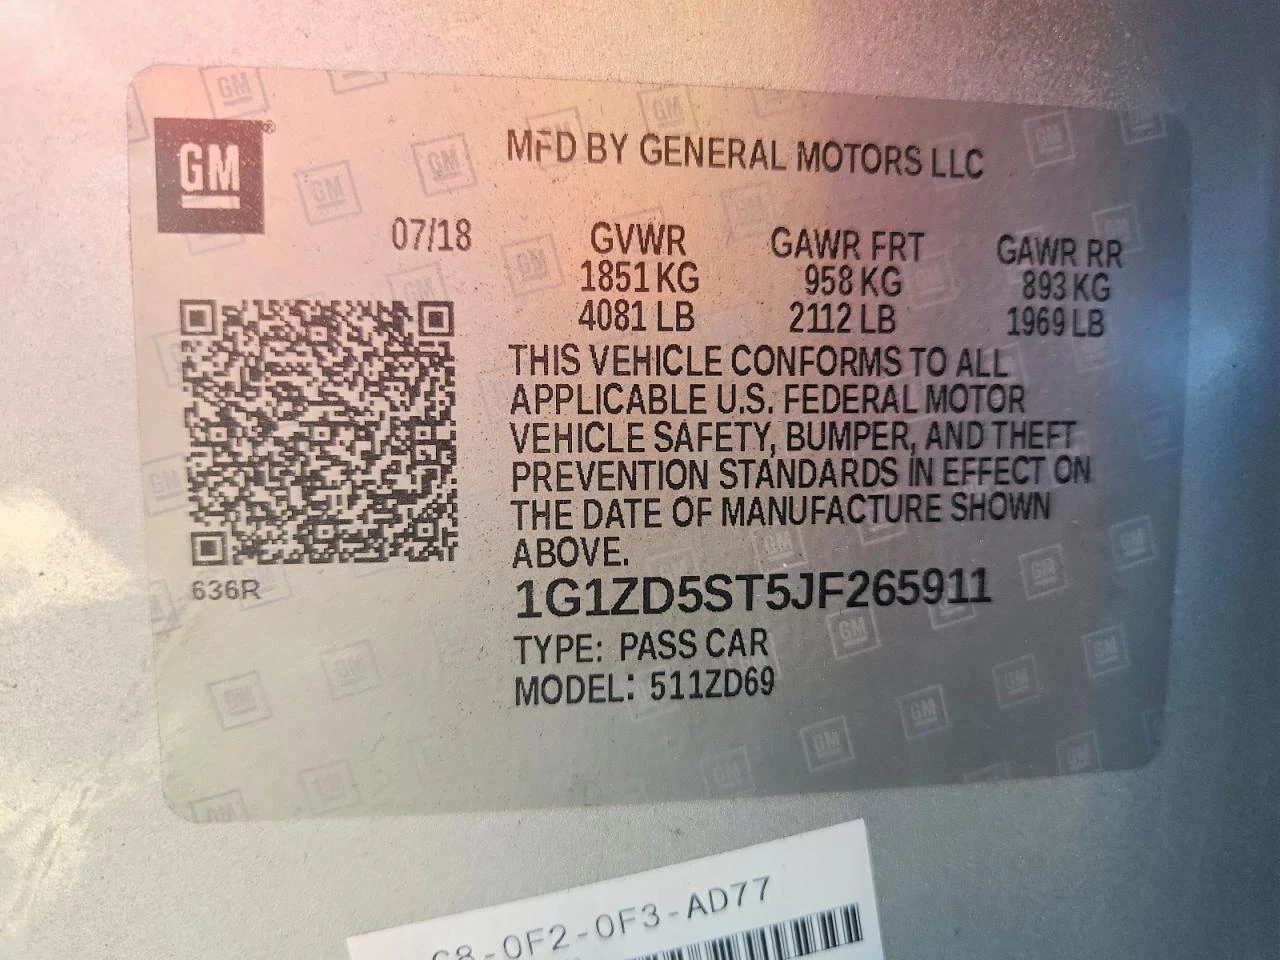 GM
MFD BY GENERAL MOTORS LLC
07/18
GVWR GAWR FRT GAWR RR
1851 KG 958 KG 893 KG
4081 LB 2112 LB 1969 LB
THIS VEHICLE CONFORMS TO ALL
APPLICABLE U.S. FEDERAL MOTOR
VEHICLE SAFETY, BUMPER, AND THEFT
PREVENTION STANDARDS IN EFFECT ON
THE DATE OF MANUFACTURE SHOWN
ABOVE.
636R
1G1ZD5ST5JF265911
TYPE: PASS CAR
MODEL: 511ZD69
C8-0F2-0F3-AD77